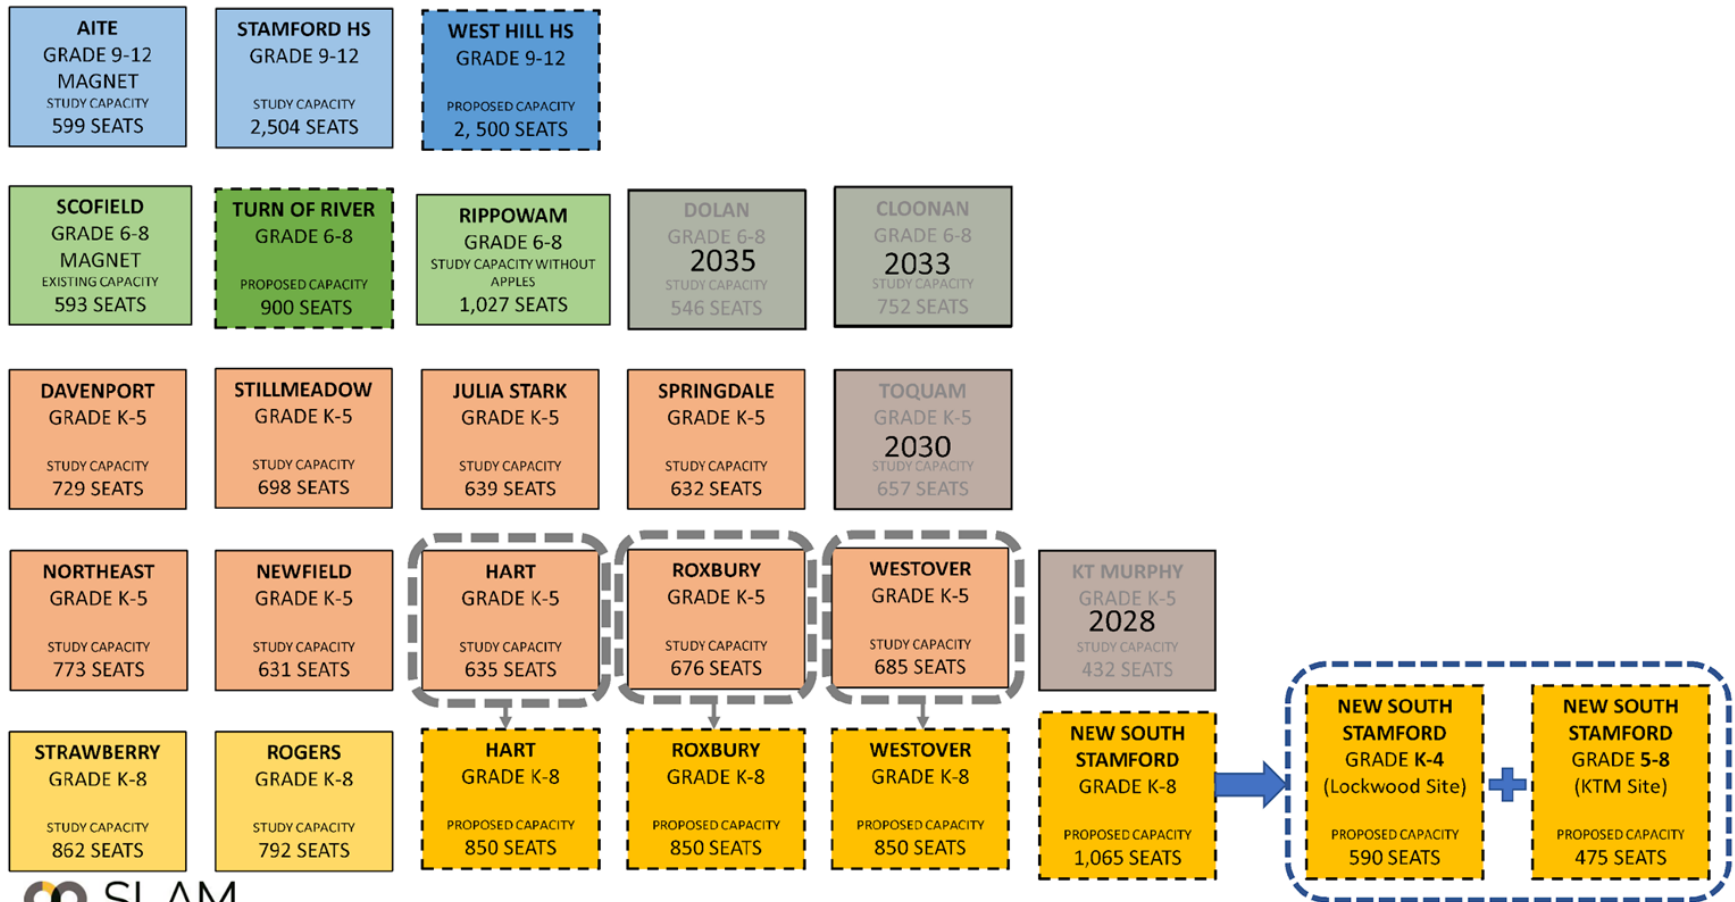 AITE
GRADE 9-12
MAGNET
STUDY CAPACITY
599 SEATS
STAMFORD HS
GRADE 9-12
STUDY CAPACITY
2,504 SEATS
WEST HILL HS
GRADE 9-12
PROPOSED CAPACITY
2, 500 SEATS
SCOFIELD
GRADE 6-8
MAGNET
EXISTING CAPACITY
593 SEATS
TURN OF RIVER
GRADE 6-8
PROPOSED CAPACITY
900 SEATS
RIPPOWAM
GRADE 6-8
STUDY CAPACITY WITHOUT
APPLES
1,027 SEATS
DOLAN
GRADE 6-8
2035
STUDY CAPACITY
546 SEATS
CLOONAN
GRADE 6-8
2033
STUDY CAPACITY
752 SEATS
DAVENPORT
GRADE K-5
STUDY CAPACITY
729 SEATS
STILLMEADOW
GRADE K-5
STUDY CAPACITY
698 SEATS
JULIA STARK
GRADE K-5
STUDY CAPACITY
639 SEATS
SPRINGDALE
GRADE K-5
STUDY CAPACITY
632 SEATS
TOQUAM
GRADE K-5
2030
STUDY CAPACITY
657 SEATS
NORTHEAST
GRADE K-5
STUDY CAPACITY
773 SEATS
NEWFIELD
GRADE K-5
STUDY CAPACITY
631 SEATS
HART
GRADE K-5
STUDY CAPACITY
635 SEATS
ROXBURY
GRADE K-5
STUDY CAPACITY
676 SEATS
WESTOVER
GRADE K-5
STUDY CAPACITY
685 SEATS
KT MURPHY
GRADE K-5
2028
STUDY CAPACITY
432 SEATS
STRAWBERRY
GRADE K-8
STUDY CAPACITY
862 SEATS
ROGERS
GRADE K-8
STUDY CAPACITY
792 SEATS
HART
GRADE K-8
PROPOSED CAPACITY
850 SEATS
ROXBURY
GRADE K-8
PROPOSED CAPACITY
850 SEATS
WESTOVER
GRADE K-8
PROPOSED CAPACITY
850 SEATS
NEW SOUTH
STAMFORD
GRADE K-8
PROPOSED CAPACITY
1,065 SEATS
NEW SOUTH
STAMFORD
GRADE K-4
(Lockwood Site)
PROPOSED CAPACITY
590 SEATS
NEW SOUTH
STAMFORD
GRADE 5-8
(KTM Site)
PROPOSED CAPACITY
475 SEATS
SLAM